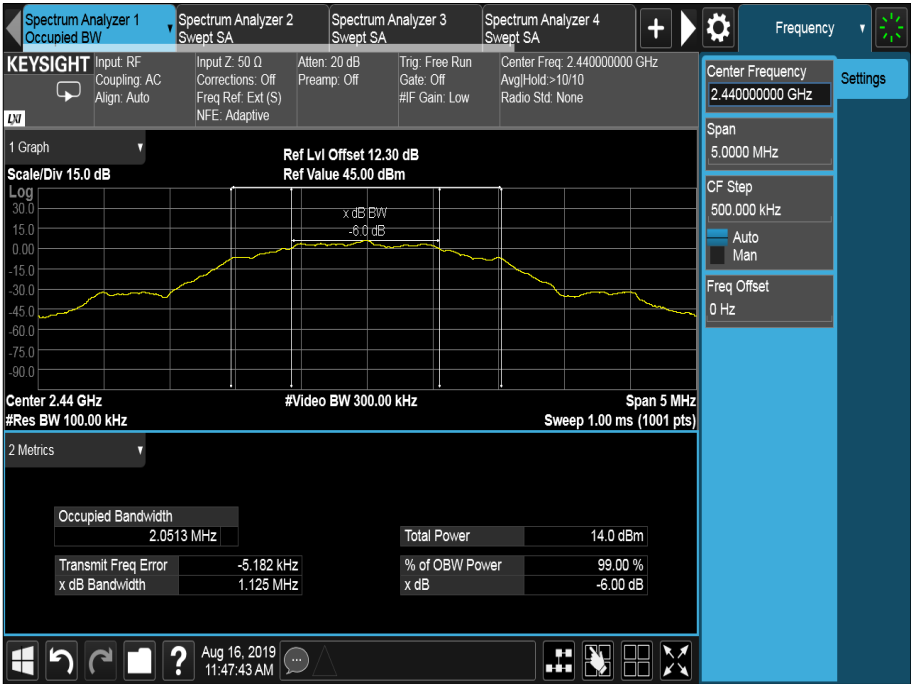 Spectrum Analyzer 1
Occupied BW
Spectrum Analyzer 2
Swept SA
Spectrum Analyzer 3
Swept SA
Spectrum Analyzer 4
Swept SA
+
Frequency
KEYSIGHT
LXI
Input: RF
Coupling: AC
Align: Auto
Input Z: 50 Ω
Corrections: Off
Freq Ref: Ext (S)
NFE: Adaptive
Atten: 20 dB
Preamp: Off
Trig: Free Run
Gate: Off
#IF Gain: Low
Center Freq: 2.440000000 GHz
Avg|Hold:>10/10
Radio Std: None
Center Frequency
2.440000000 GHz
Settings
Span
5.0000 MHz
CF Step
500.000 kHz
Auto
Man
Freq Offset
0 Hz
1 Graph
Scale/Div 15.0 dB
Ref Lvl Offset 12.30 dB
Ref Value 45.00 dBm
Log
30.0
15.0
0.00
-15.0
-30.0
-45.0
-60.0
-75.0
-90.0
x dB BW
-6.0 dB
Center 2.44 GHz
#Video BW 300.00 kHz
Span 5 MHz
#Res BW 100.00 kHz
Sweep 1.00 ms (1001 pts)
2 Metrics
Occupied Bandwidth
2.0513 MHz
Total Power 14.0 dBm
Transmit Freq Error -5.182 kHz
% of OBW Power 99.00 %
x dB Bandwidth 1.125 MHz
x dB -6.00 dB
?
Aug 16, 2019
11:47:43 AM